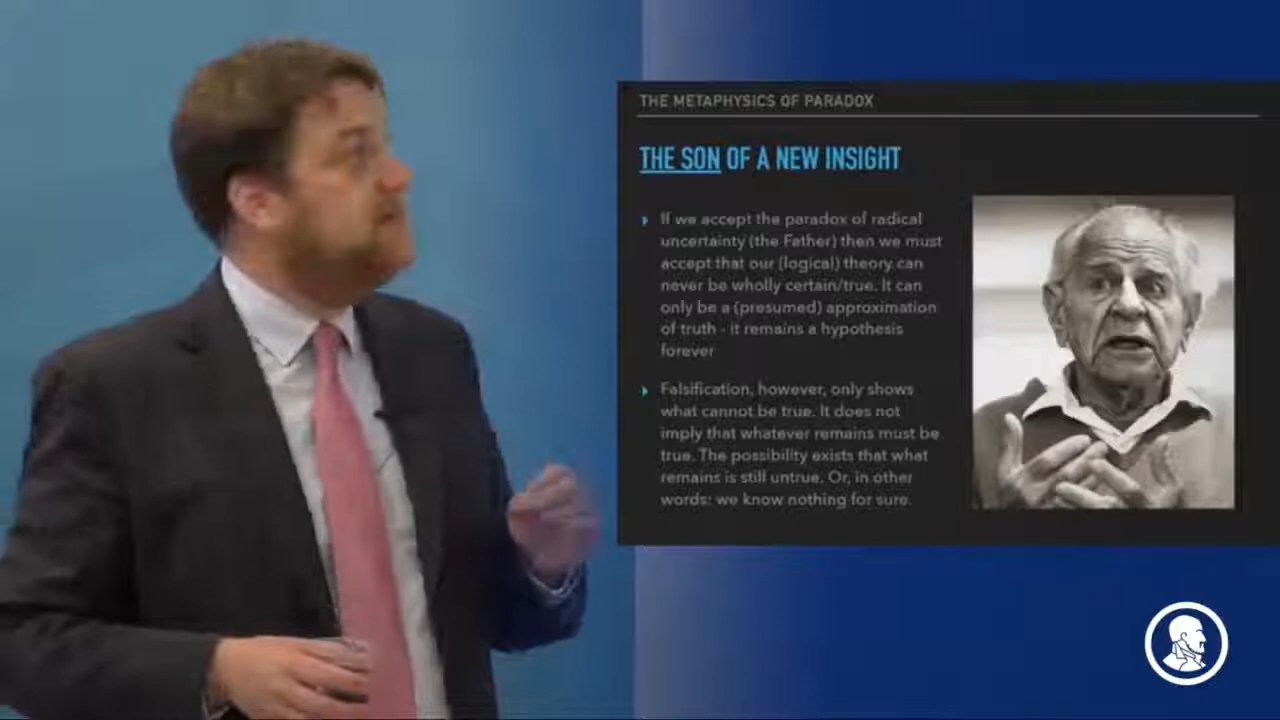 THE METAPHYSICS OF PARADOX
THE SON OF A NEW INSIGHT
If we accept the paradox of radical
uncertainty (the Father) then we must
accept that our (logical) theory can
never be wholly certain/true. It can
only be a (presumed) approximation
of truth - it remains a hypothesis
forever
Falsification, however, only shows
what cannot be true. It does not
imply that whatever remains must be
true. The possibility exists that what
remains is still untrue. Or, in other
words: we know nothing for sure.